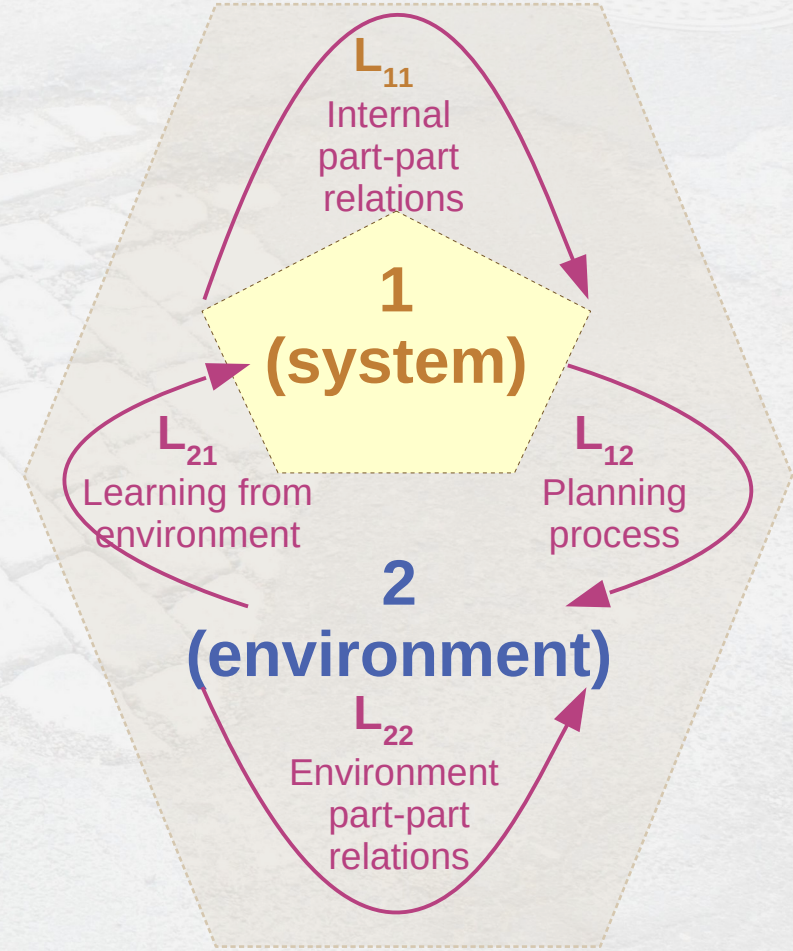 L11
Internal
part-part
relations
1
(system)
L21
Learning from
environment
L12
Planning
process
2
(environment)
L22
Environment
part-part
relations